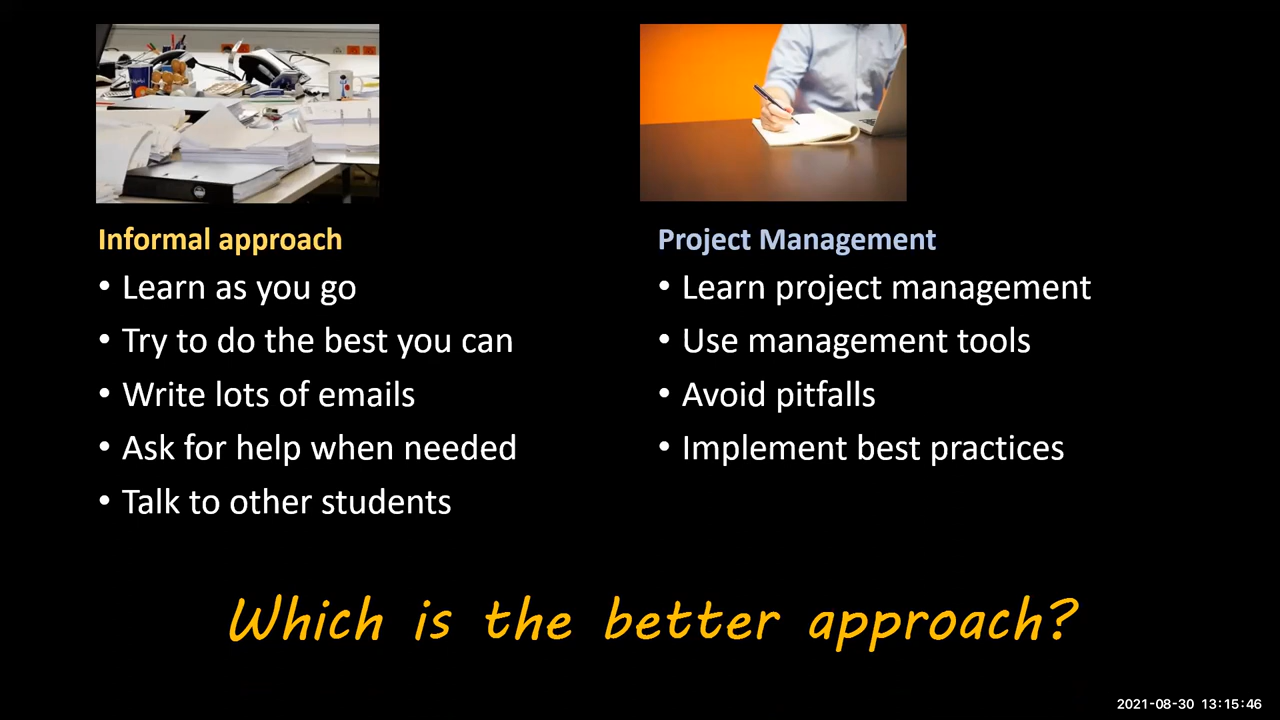 Informal approach
• Learn as you go
• Try to do the best you can
• Write lots of emails
• Ask for help when needed
• Talk to other students
Project Management
• Learn project management
• Use management tools
• Avoid pitfalls
• Implement best practices
Which is the better approach?
2021-08-30 13:15:46